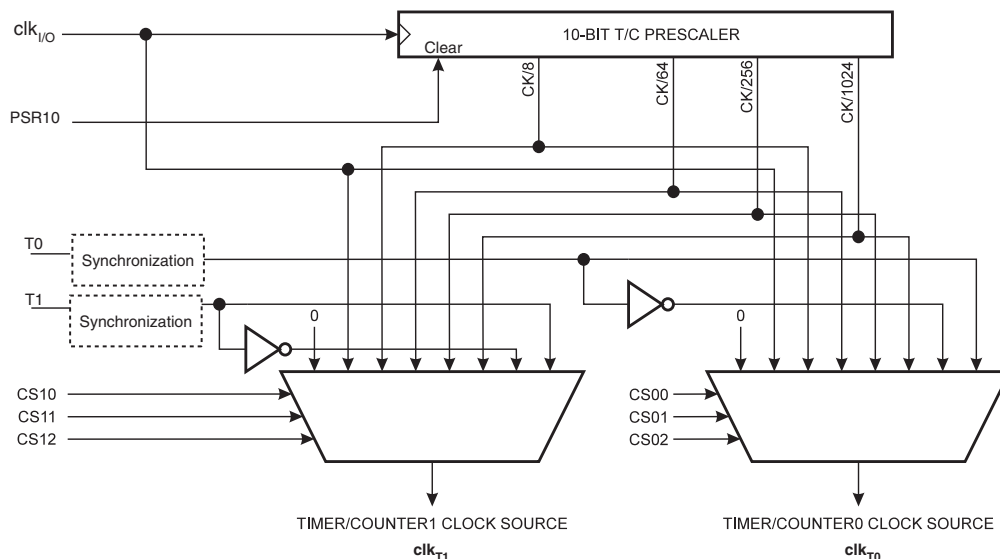 clkI/O
10-BIT T/C PRESCALER
Clear
CK/8
CK/64
CK/256
CK/1024
PSR10
T0
Synchronization
T1
Synchronization
0
0
CS10
CS11
CS12
CS00
CS01
CS02
TIMER/COUNTER1 CLOCK SOURCE
clkT1
TIMER/COUNTER0 CLOCK SOURCE
clkT0